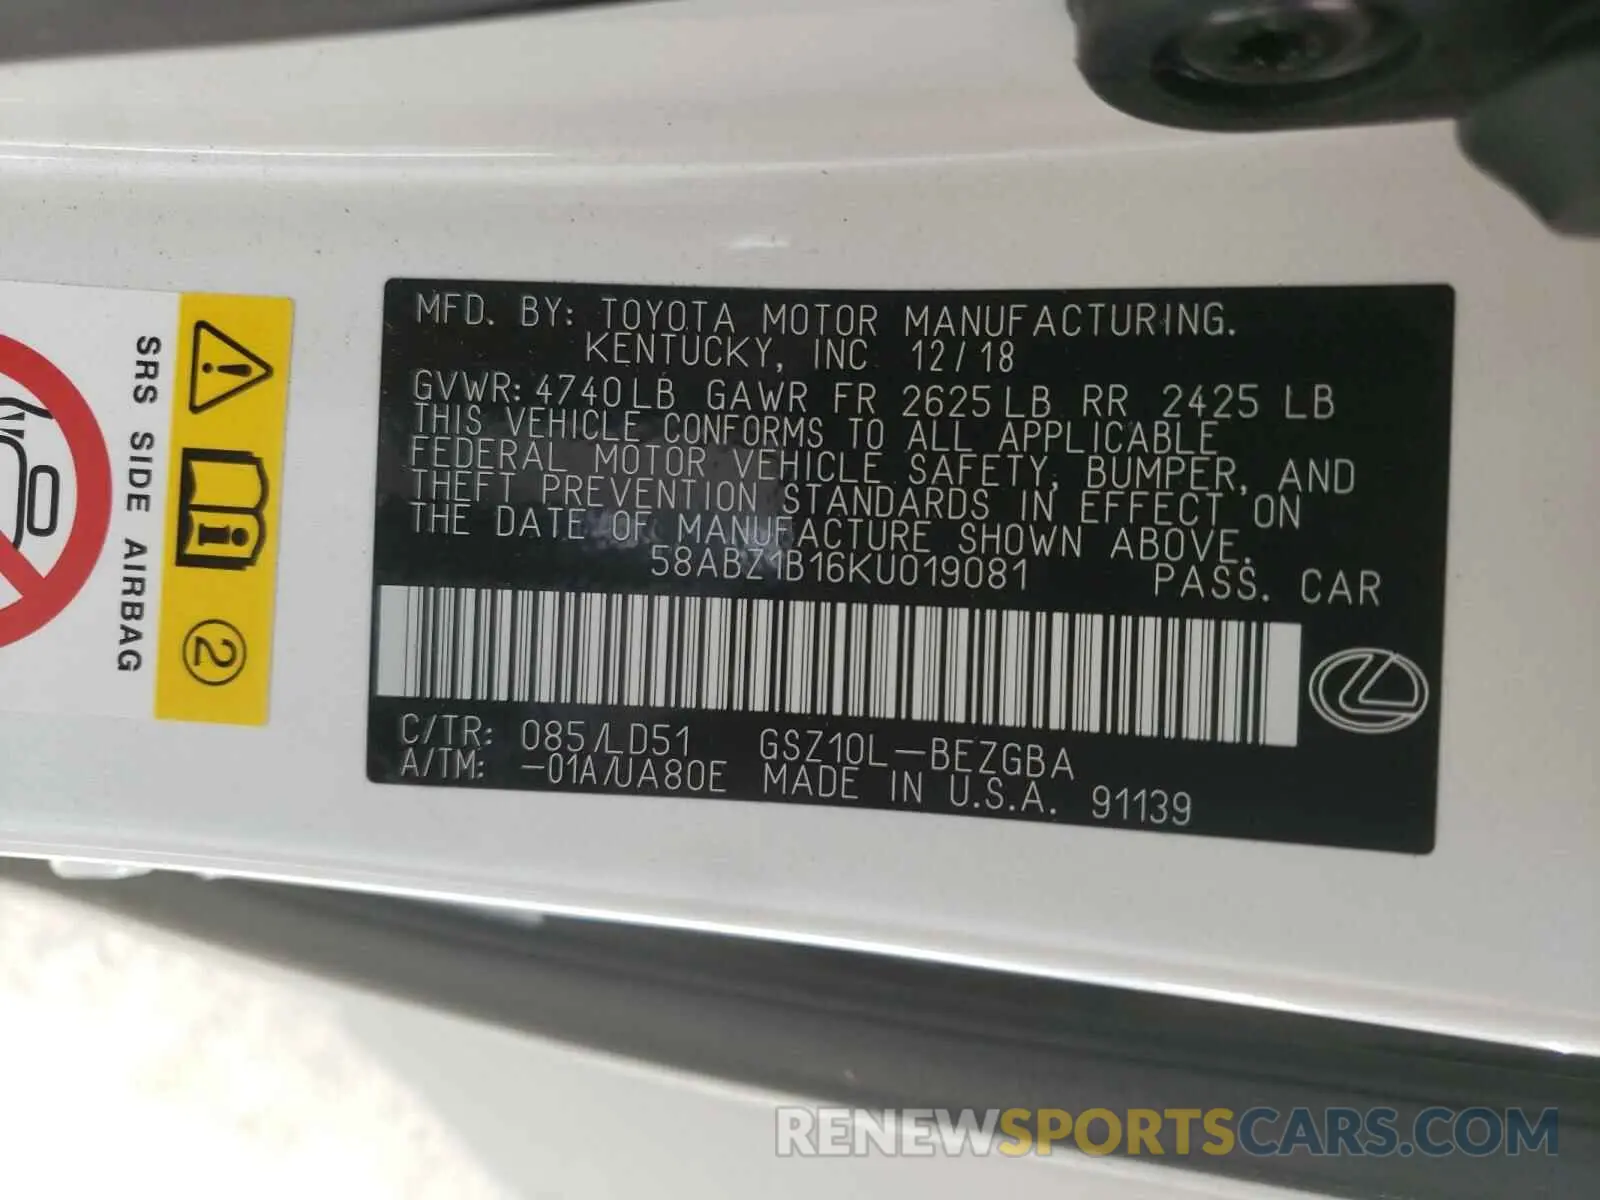 MFD. BY: TOYOTA MOTOR MANUFACTURING.
KENTUCKY, INC 12/18
GVWR: 4740LB GAWR FR 2625LB RR 2425 LB
THIS VEHICLE CONFORMS TO ALL APPLICABLE
FEDERAL MOTOR VEHICLE SAFETY, BUMPER, AND
THEFT PREVENTION STANDARDS IN EFFECT ON
THE DATE OF MANUFACTURE SHOWN ABOVE.
58ABZ1B16KU019081 PASS. CAR
C/TR: 085/LD51 GSZ10L-BEZGBA
A/TM: -01A/UA80E MADE IN U.S.A. 91139
SRS SIDE AIRBAG
2
RENEWSPORTSCARS.COM